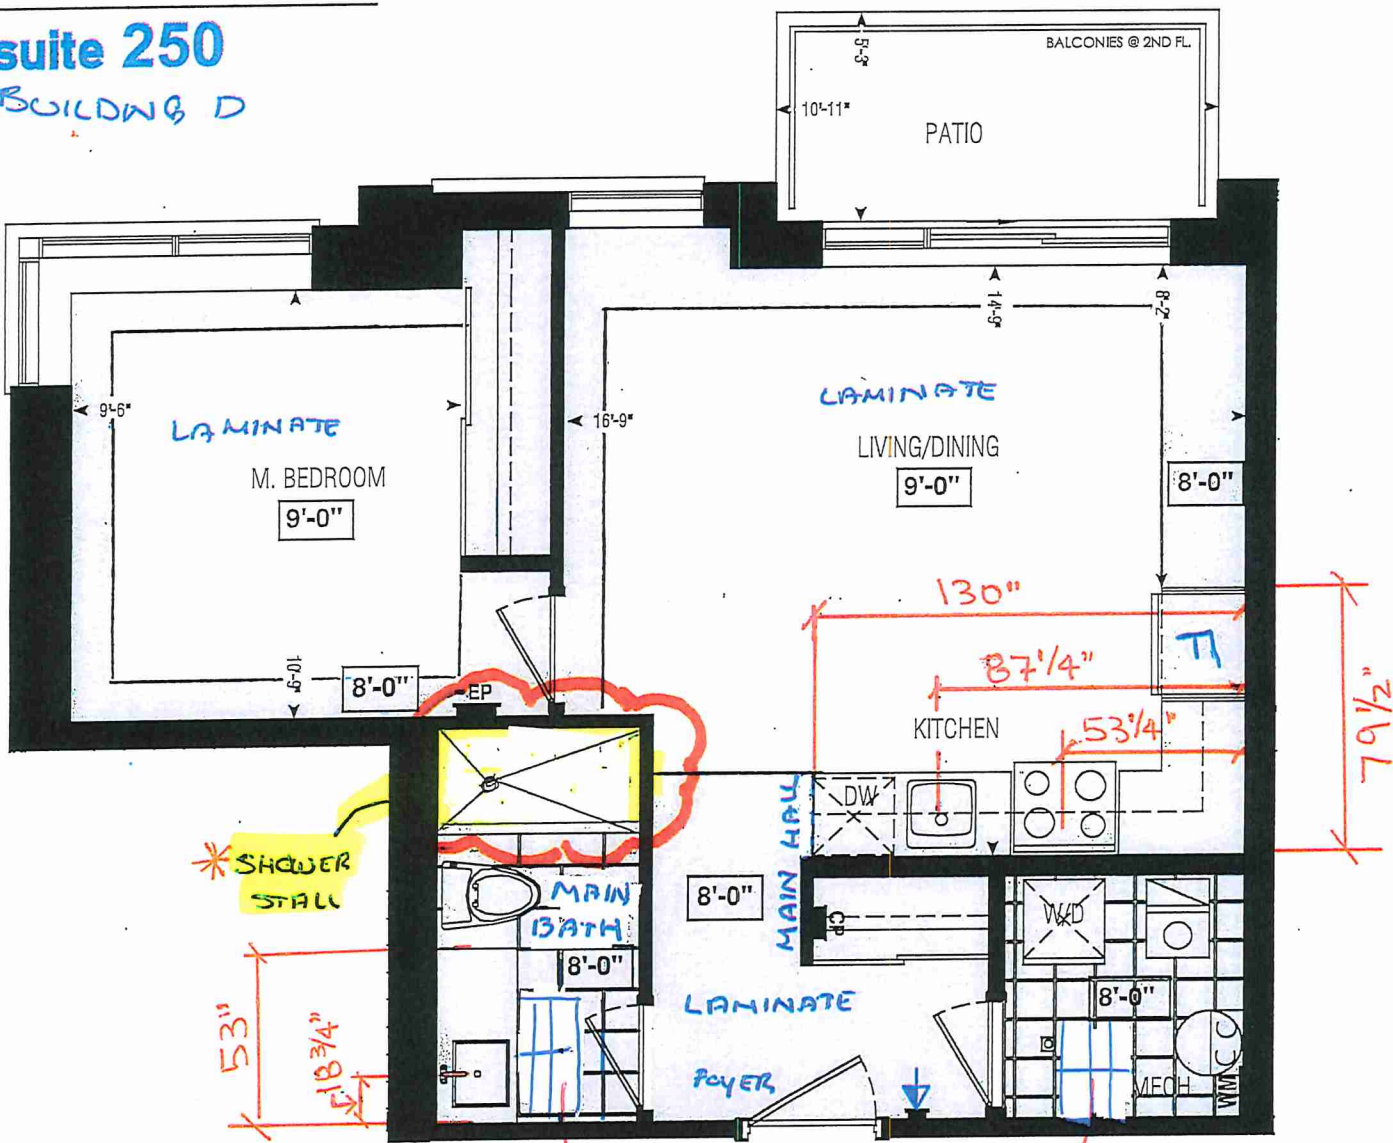 suite 250
BUILDING D
BALCONIES @ 2ND FL.
5'-3"
10'-11"
PATIO
14'-9"
8'-2"
9'-6"
LAMINATE
M. BEDROOM
9'-0"
16'-9"
LAMINATE
LIVING/DINING
9'-0"
8'-0"
130"
87 1/4"
79 1/2"
10'-9"
8'-0"
EP
KITCHEN
53 1/4"
DW
MAIN HALL
* SHOWER
STALL
MAIN
BATH
8'-0"
8'-0"
CP
W/D
8'-0"
LAMINATE
53"
18 3/4"
FOYER
MECH.
WMCC